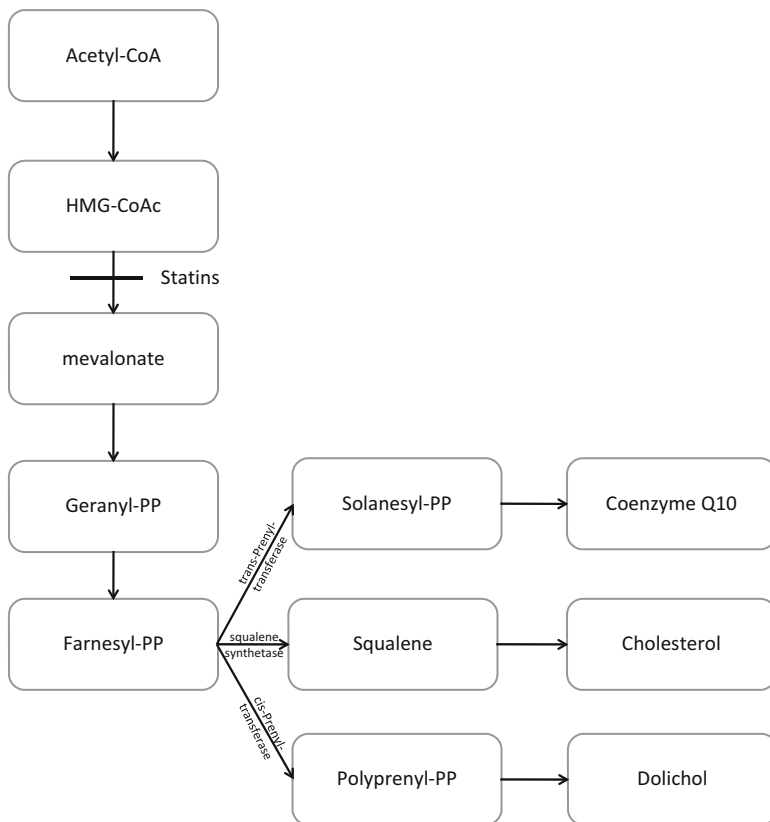 Acetyl-CoA
HMG-CoAc
Statins
mevalonate
Geranyl-PP
Solanesyl-PP
Coenzyme Q10
trans-Prenyl-
transferase
Farnesyl-PP
squalene
synthetase
Squalene
Cholesterol
cis-Prenyl-
transferase
Polyprenyl-PP
Dolichol